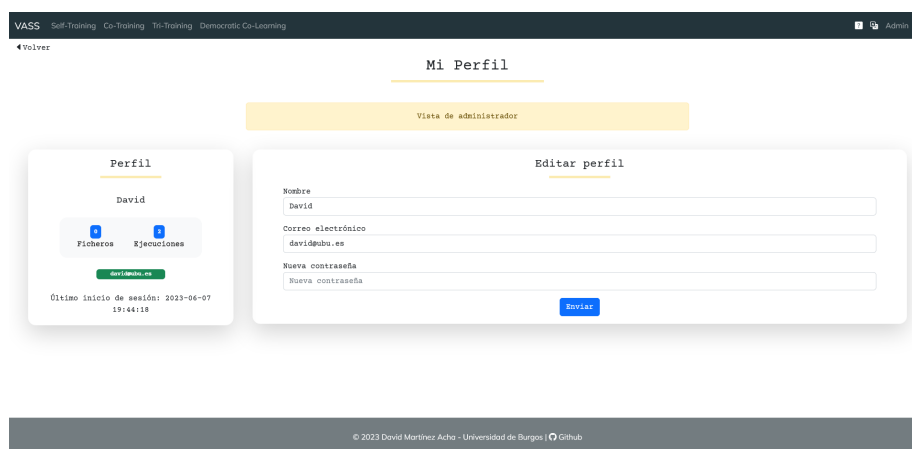 VASS Self-Training Co-Training Tri-Training Democratic Co-Learning Admin
Volver
Mi Perfil
Vista de administrador
Perfil
David
0 2
Ficheros Ejecuciones
david@ubu.es
Último inicio de sesión: 2023-06-07
19:44:18
Editar perfil
Nombre
David
Correo electrónico
david@ubu.es
Nueva contraseña
Nueva contraseña
Enviar
© 2023 David Martínez Acha - Universidad de Burgos | Github